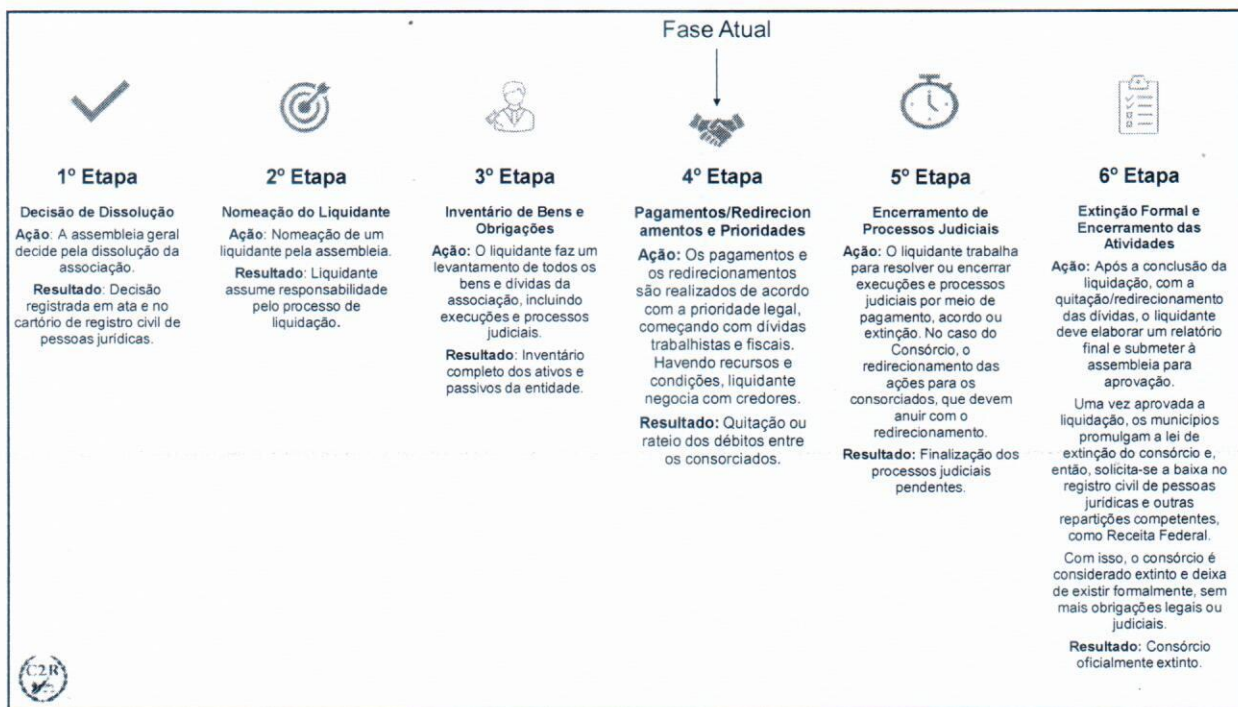 Fase Atual
1º Etapa
Decisão de Dissolução
Ação: A assembleia geral
decide pela dissolução da
associação.
Resultado: Decisão
registrada em ata e no
cartório de registro civil de
pessoas jurídicas.
2º Etapa
Nomeação do Liquidante
Ação: Nomeação de um
liquidante pela assembleia.
Resultado: Liquidante
assume responsabilidade
pelo processo de
liquidação.
3º Etapa
Inventário de Bens e
Obrigações
Ação: O liquidante faz um
levantamento de todos os
bens e dívidas da
associação, incluindo
execuções e processos
judiciais.
Resultado: Inventário
completo dos ativos e
passivos da entidade.
4º Etapa
Pagamentos/Redirecion
amentos e Prioridades
Ação: Os pagamentos e
os redirecionamentos
são realizados de acordo
com a prioridade legal,
começando com dívidas
trabalhistas e fiscais.
Havendo recursos e
condições, liquidante
negocia com credores.
Resultado: Quitação ou
rateio dos débitos entre
os consorciados.
5º Etapa
Encerramento de
Processos Judiciais
Ação: O liquidante trabalha
para resolver ou encerrar
execuções e processos
judiciais por meio de
pagamento, acordo ou
extinção. No caso do
Consórcio, o
redirecionamento das
ações para os
consorciados, que devem
anuir com o
redirecionamento.
Resultado: Finalização dos
processos judiciais
pendentes.
6º Etapa
Extinção Formal e
Encerramento das
Atividades
Ação: Após a conclusão da
liquidação, com a
quitação/redirecionamento
das dívidas, o liquidante
deve elaborar um relatório
final e submeter à
assembleia para
aprovação.
Uma vez aprovada a
liquidação, os municípios
promulgam a lei de
extinção do consórcio e,
então, solicita-se a baixa no
registro civil de pessoas
jurídicas e outras
repartições competentes,
como Receita Federal.
Com isso, o consórcio é
considerado extinto e deixa
de existir formalmente, sem
mais obrigações legais ou
judiciais.
Resultado: Consórcio
oficialmente extinto.
C2R